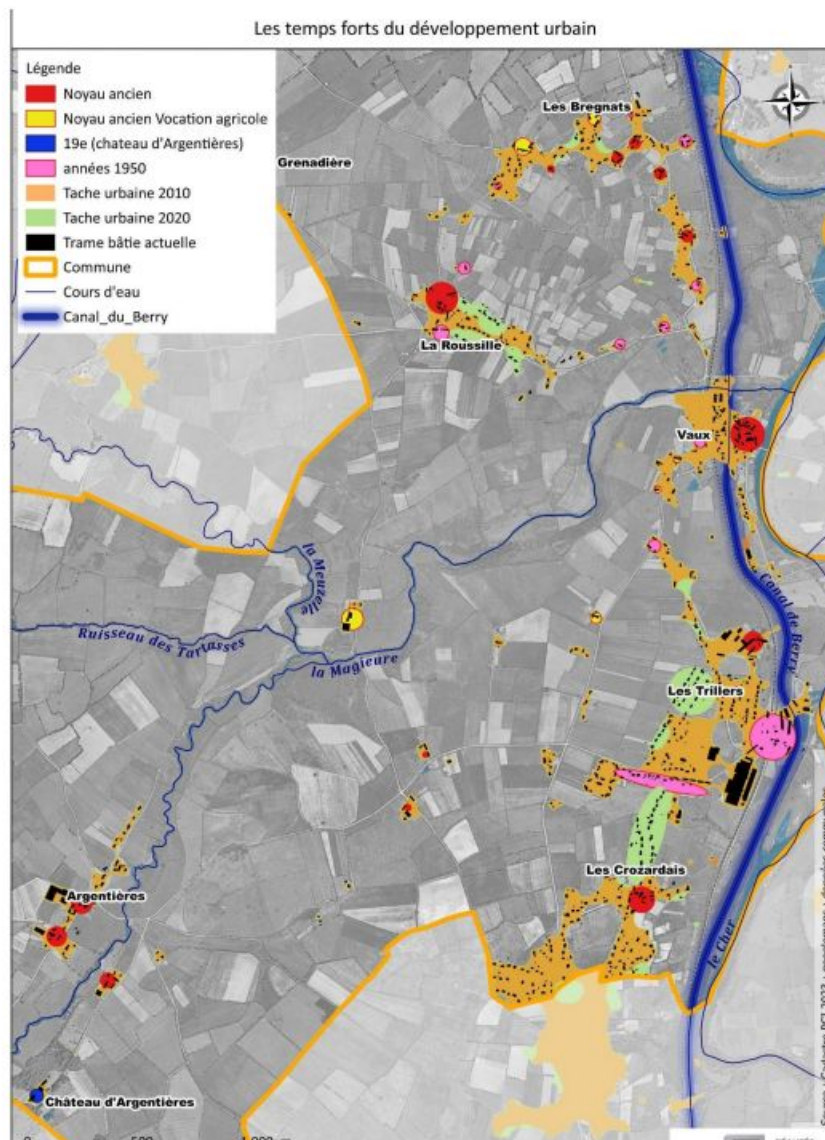 Les temps forts du développement urbain
Légende
Noyau ancien
Noyau ancien Vocation agricole
19e (chateau d'Argentières)
années 1950
Tache urbaine 2010
Tache urbaine 2020
Trame bâtie actuelle
Commune
Cours d'eau
Canal_du_Berry
Les Bregnats
Grenadière
La Roussille
Vaux
la Meuzelle
Ruisseau des Tartasses
la Magieure
Canal de Berry
Les Trillers
Les Crozardais
Argentières
le Cher
Château d'Argentières